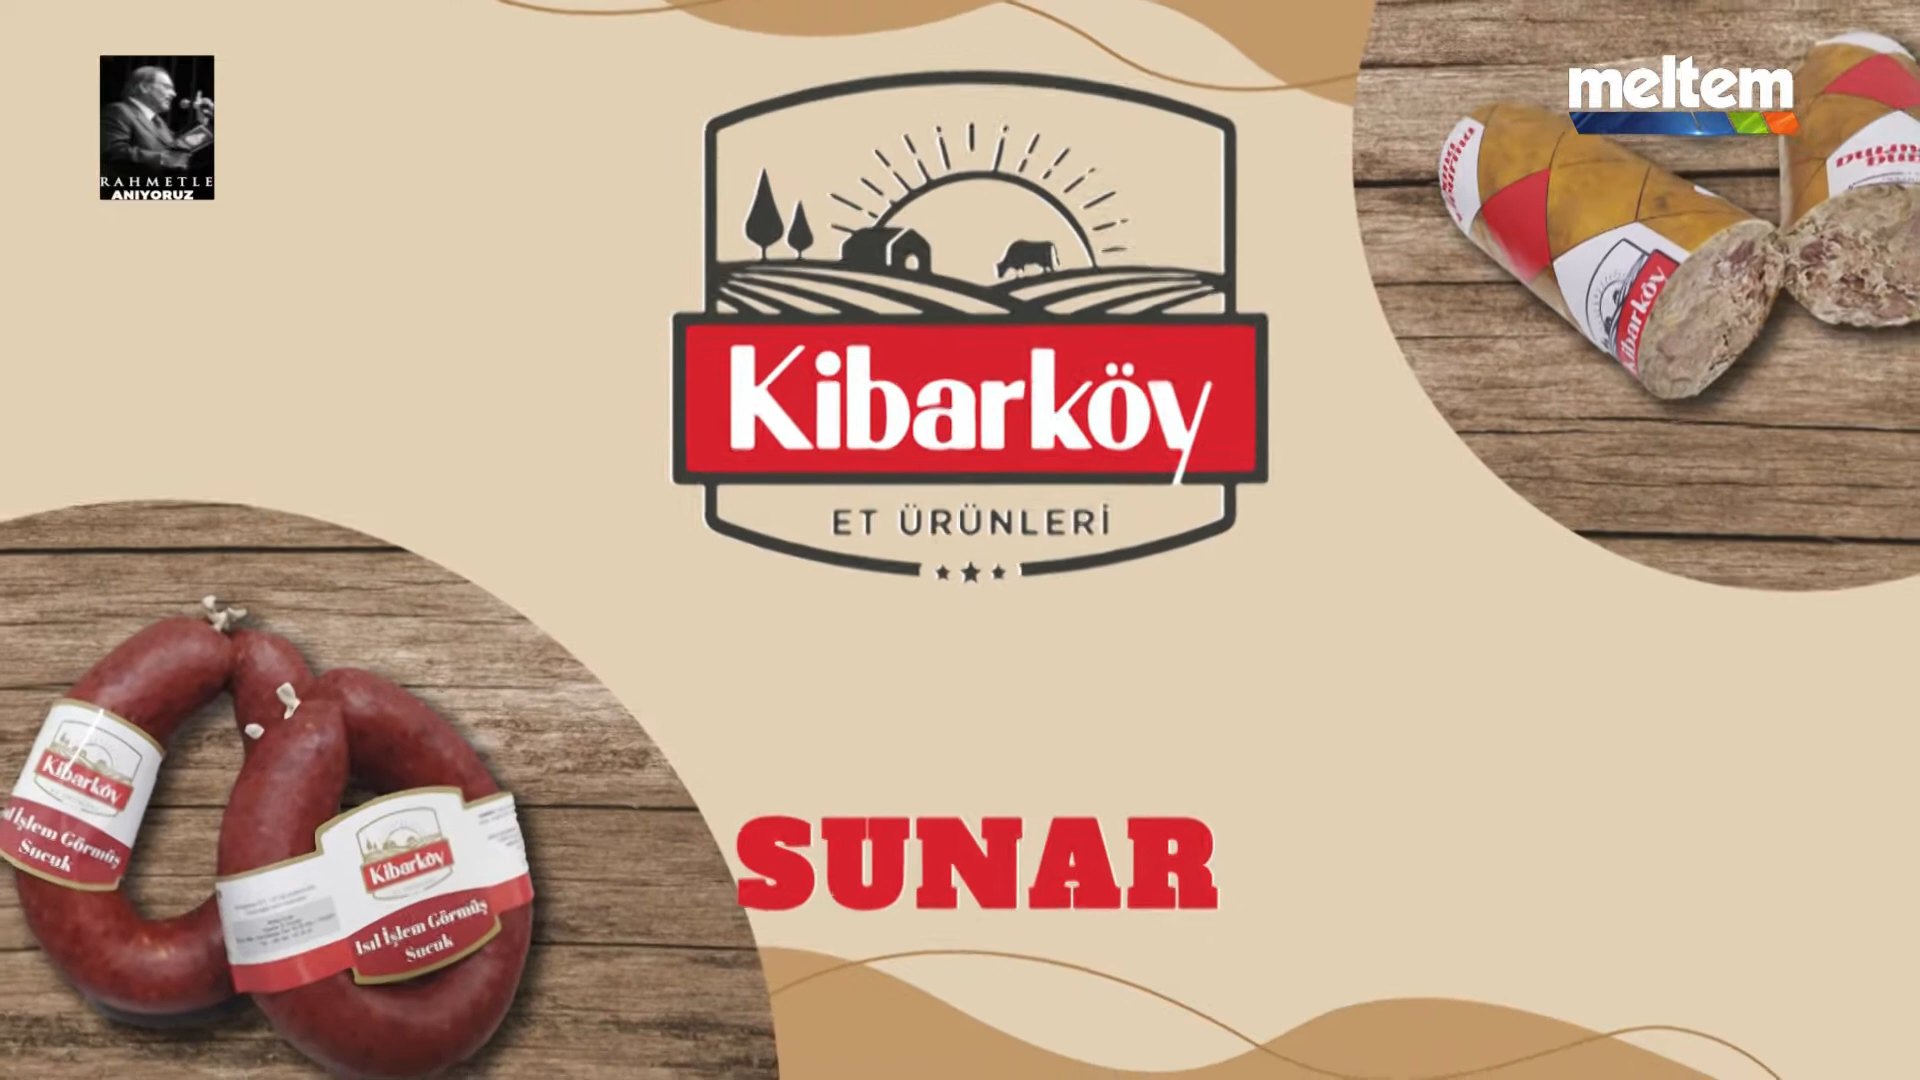 RAHMETLE
ANIYORUZ
meltem
Kibarköy
ET ÜRÜNLERİ
Kibarköy
SUNAR
Kibarköy
Isıl İşlem Görmüş
Sucuk
Kibarköy
Isıl İşlem Görmüş
Sucuk